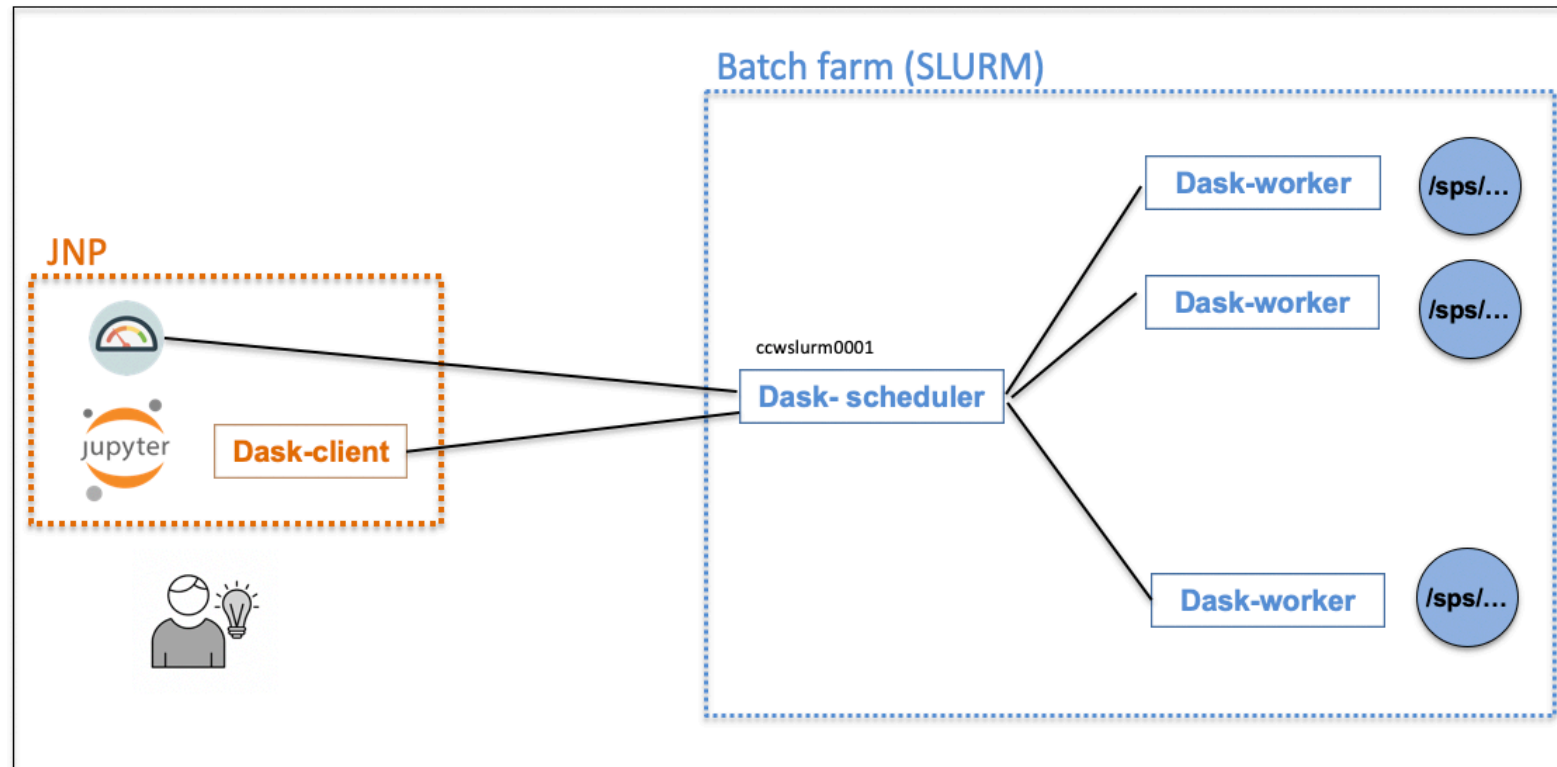 Batch farm (SLURM)
Dask-worker
/sps/...
JNP
Dask-worker
/sps/...
ccwslurm0001
Dask- scheduler
jupyter
Dask-client
Dask-worker
/sps/...